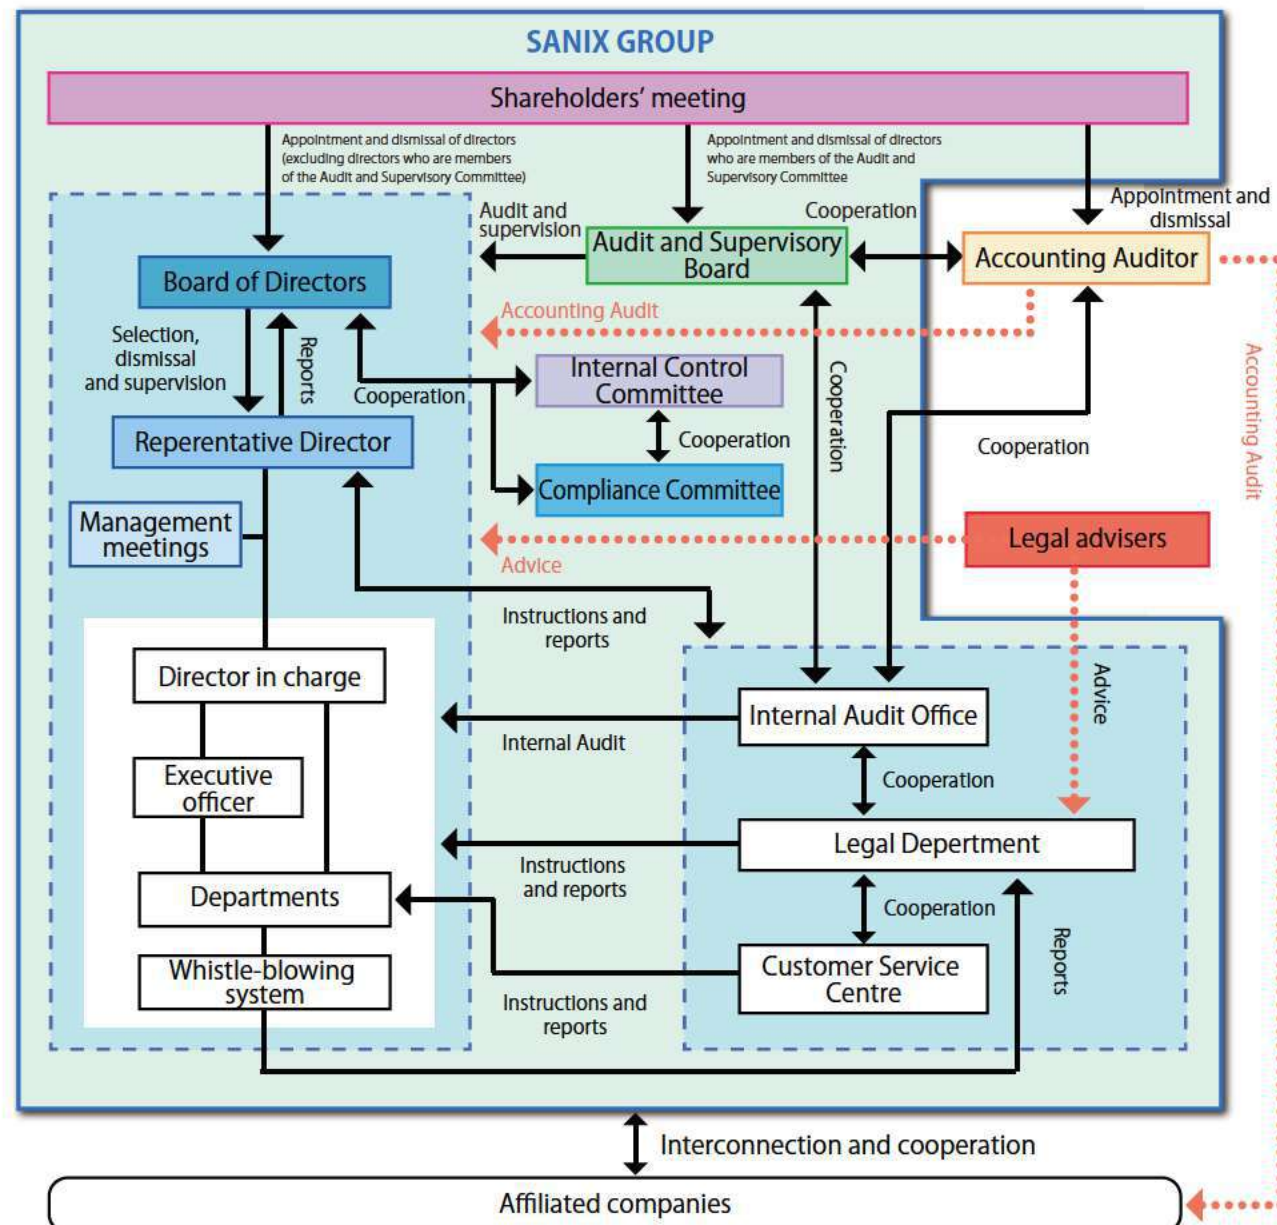 SANIX GROUP
Shareholders' meeting
Appointment and dismissal of directors
(excluding directors who are members
of the Audit and Supervisory Committee)
Appointment and dismissal of directors
who are members of the Audit and
Supervisory Committee
Appointment and
dismissal
Audit and
supervision
Cooperation
Audit and Supervisory
Board
Accounting Auditor
Board of Directors
Accounting Audit
Selection,
dismissal
and supervision
Reports
Cooperation
Internal Control
Committee
Cooperation
Cooperation
Accounting Audit
Reperentative Director
Cooperation
Compliance Committee
Management
meetings
Legal advisers
Advice
Instructions and
reports
Director in charge
Advice
Internal Audit Office
Internal Audit
Executive
officer
Cooperation
Legal Depertment
Instructions
and reports
Departments
Cooperation
Whistle-blowing
system
Customer Service
Centre
Reports
Instructions and
reports
Interconnection and cooperation
Affiliated companies